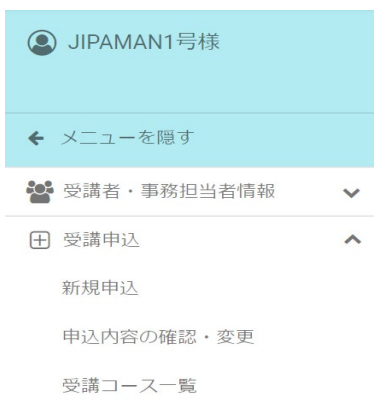 JIPAMAN1号様
メニューを隠す
受講者・事務担当者情報
受講申込
新規申込
申込内容の確認・変更
受講コース一覧